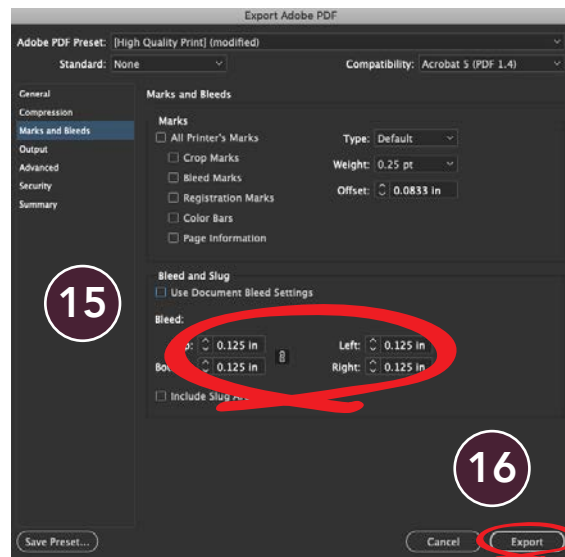 Export Adobe PDF
Adobe PDF Preset: [High Quality Print] (modified)
Standard: None Compatibility: Acrobat 5 (PDF 1.4)
General
Compression
Marks and Bleeds
Output
Advanced
Security
Summary
Marks and Bleeds
Marks
All Printer's Marks
Crop Marks
Bleed Marks
Registration Marks
Color Bars
Page Information
Type: Default
Weight: 0.25 pt
Offset: 0.0833 in
15
Bleed and Slug
Use Document Bleed Settings
Bleed:
0.125 in Left: 0.125 in
0.125 in Right: 0.125 in
Include Slug
16
Save Preset... Cancel Export